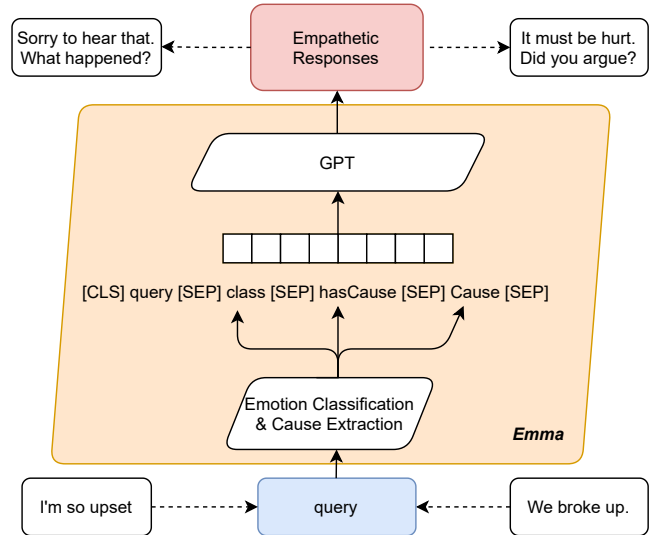 Sorry to hear that.
What happened?
Empathetic
Responses
It must be hurt.
Did you argue?
GPT
[CLS] query [SEP] class [SEP] hasCause [SEP] Cause [SEP]
Emotion Classification
& Cause Extraction
Emma
I'm so upset
query
We broke up.